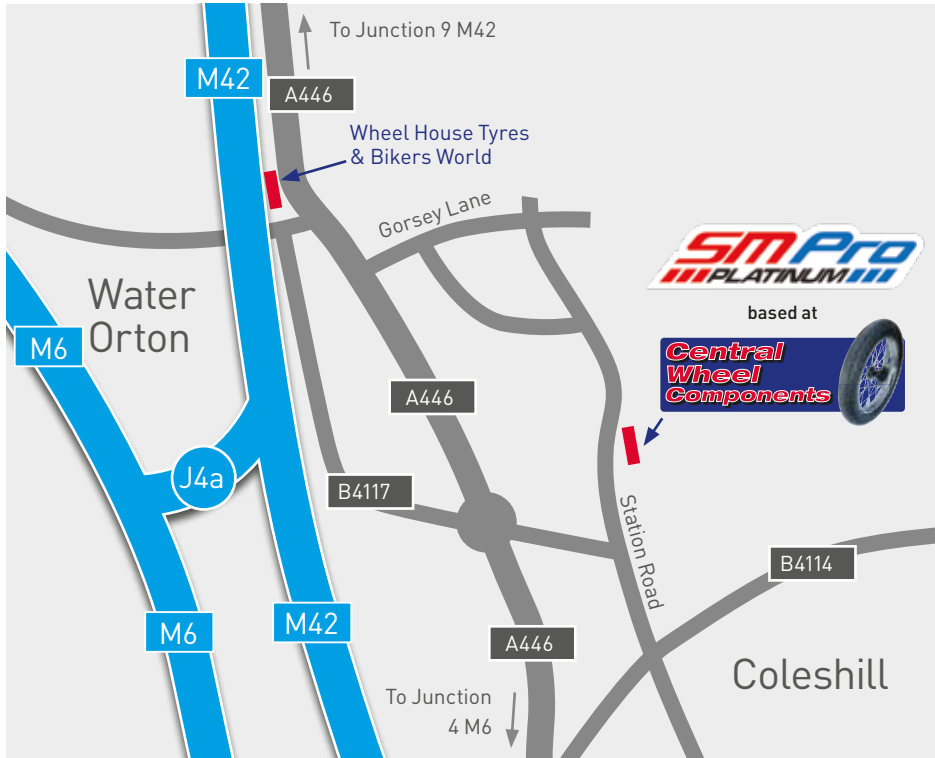 To Junction 9 M42
M42
A446
Wheel House Tyres
& Bikers World
Gorsey Lane
SMPro
PLATINUM
based at
Water
Orton
M6
Central
Wheel
Components
A446
J4a
B4117
Station Road
B4114
M6
M42
A446
Coleshill
To Junction
4 M6